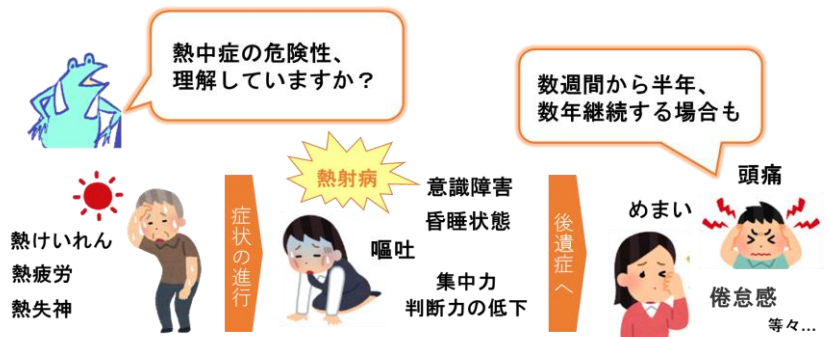 熱中症の危険性、
理解していますか？
数週間から半年、
数年継続する場合も
熱けいれん
熱疲労
熱失神
症状の進行
熱射病
意識障害
昏睡状態
嘔吐
集中力
判断力の低下
後遺症へ
頭痛
めまい
倦怠感
等々…